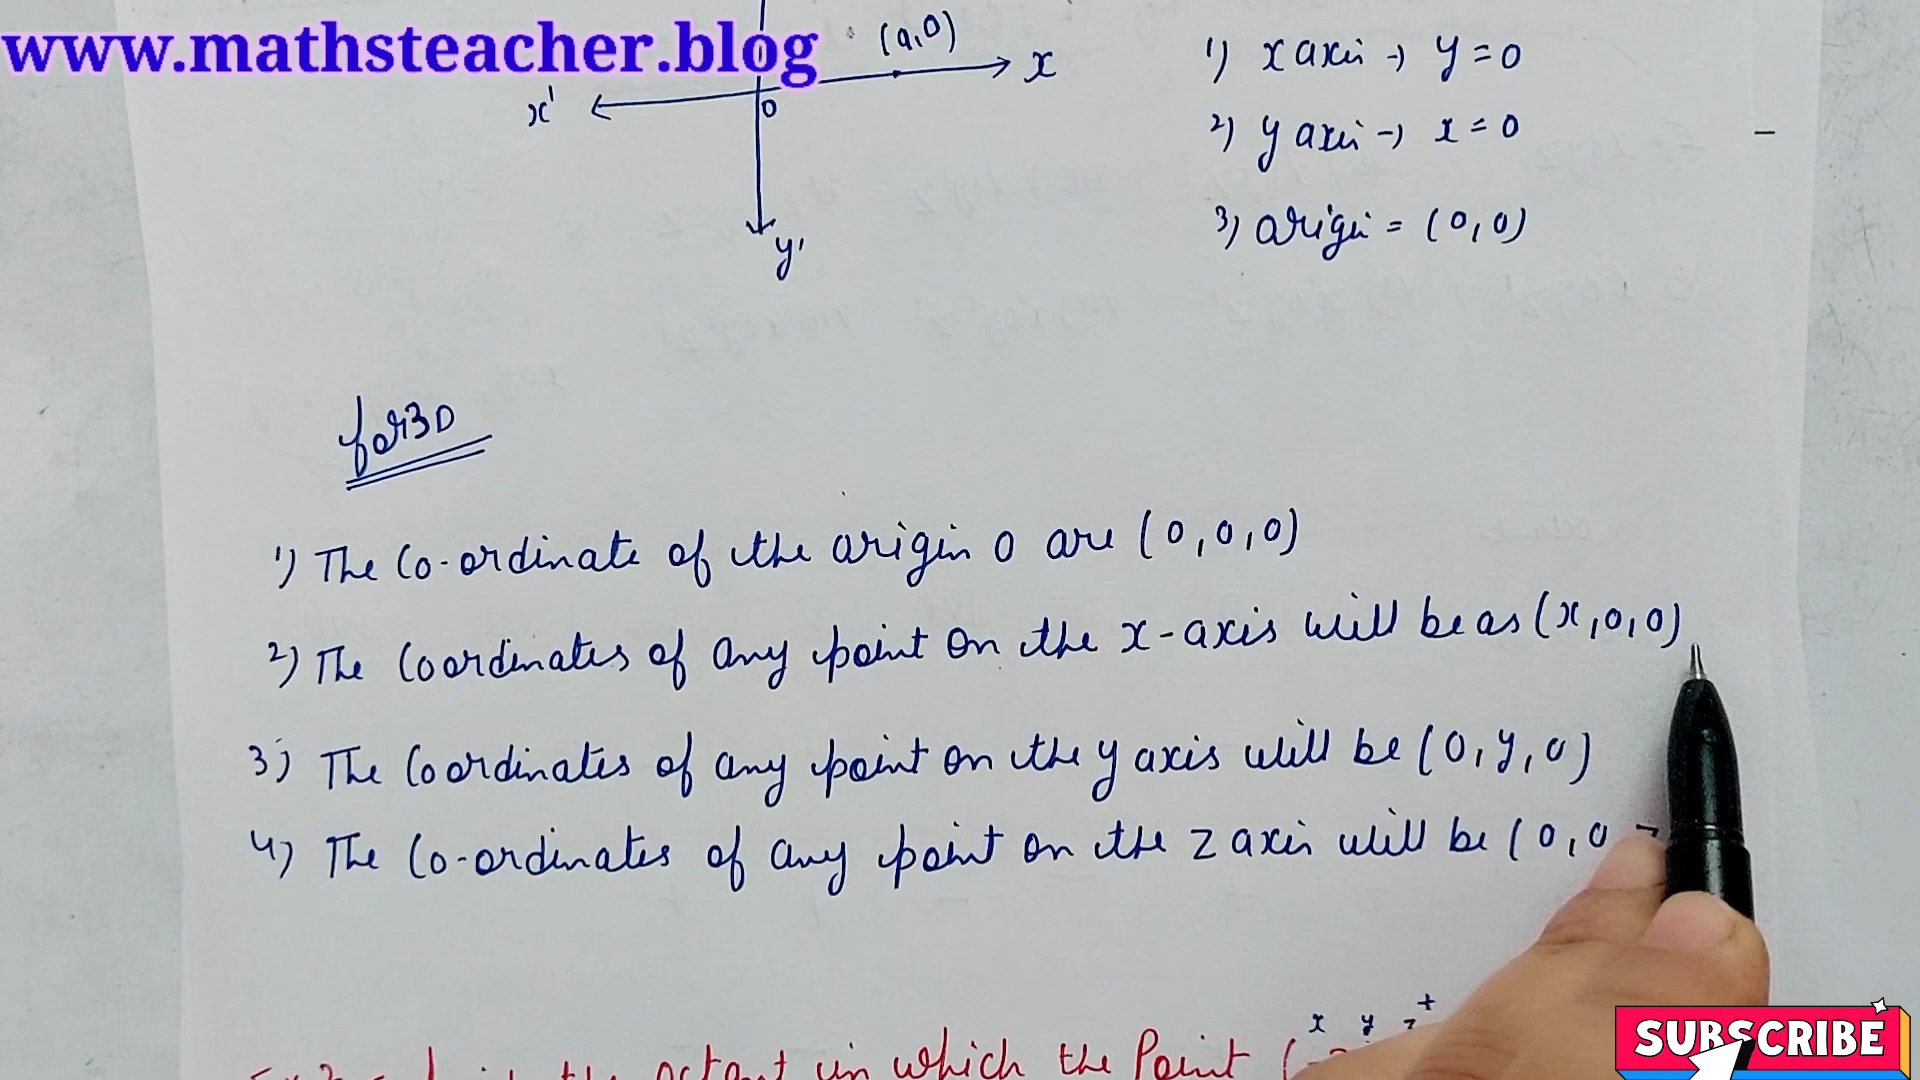 www.mathsteacher.blog
(a,0)
x
x'
0
y'
1) x axis → y = 0
2) y axis → x = 0
3) origin = (0,0)
for 3D
1) The Co-ordinate of the origin O are (0,0,0)
2) The Coordinates of any point on the x-axis will be as (x,0,0)
3) The Coordinates of any point on the y axis will be (0,y,0)
4) The Co-ordinates of any point on the z axis will be (0,0
x y z +
the octant in which the Point (
SUBSCRIBE